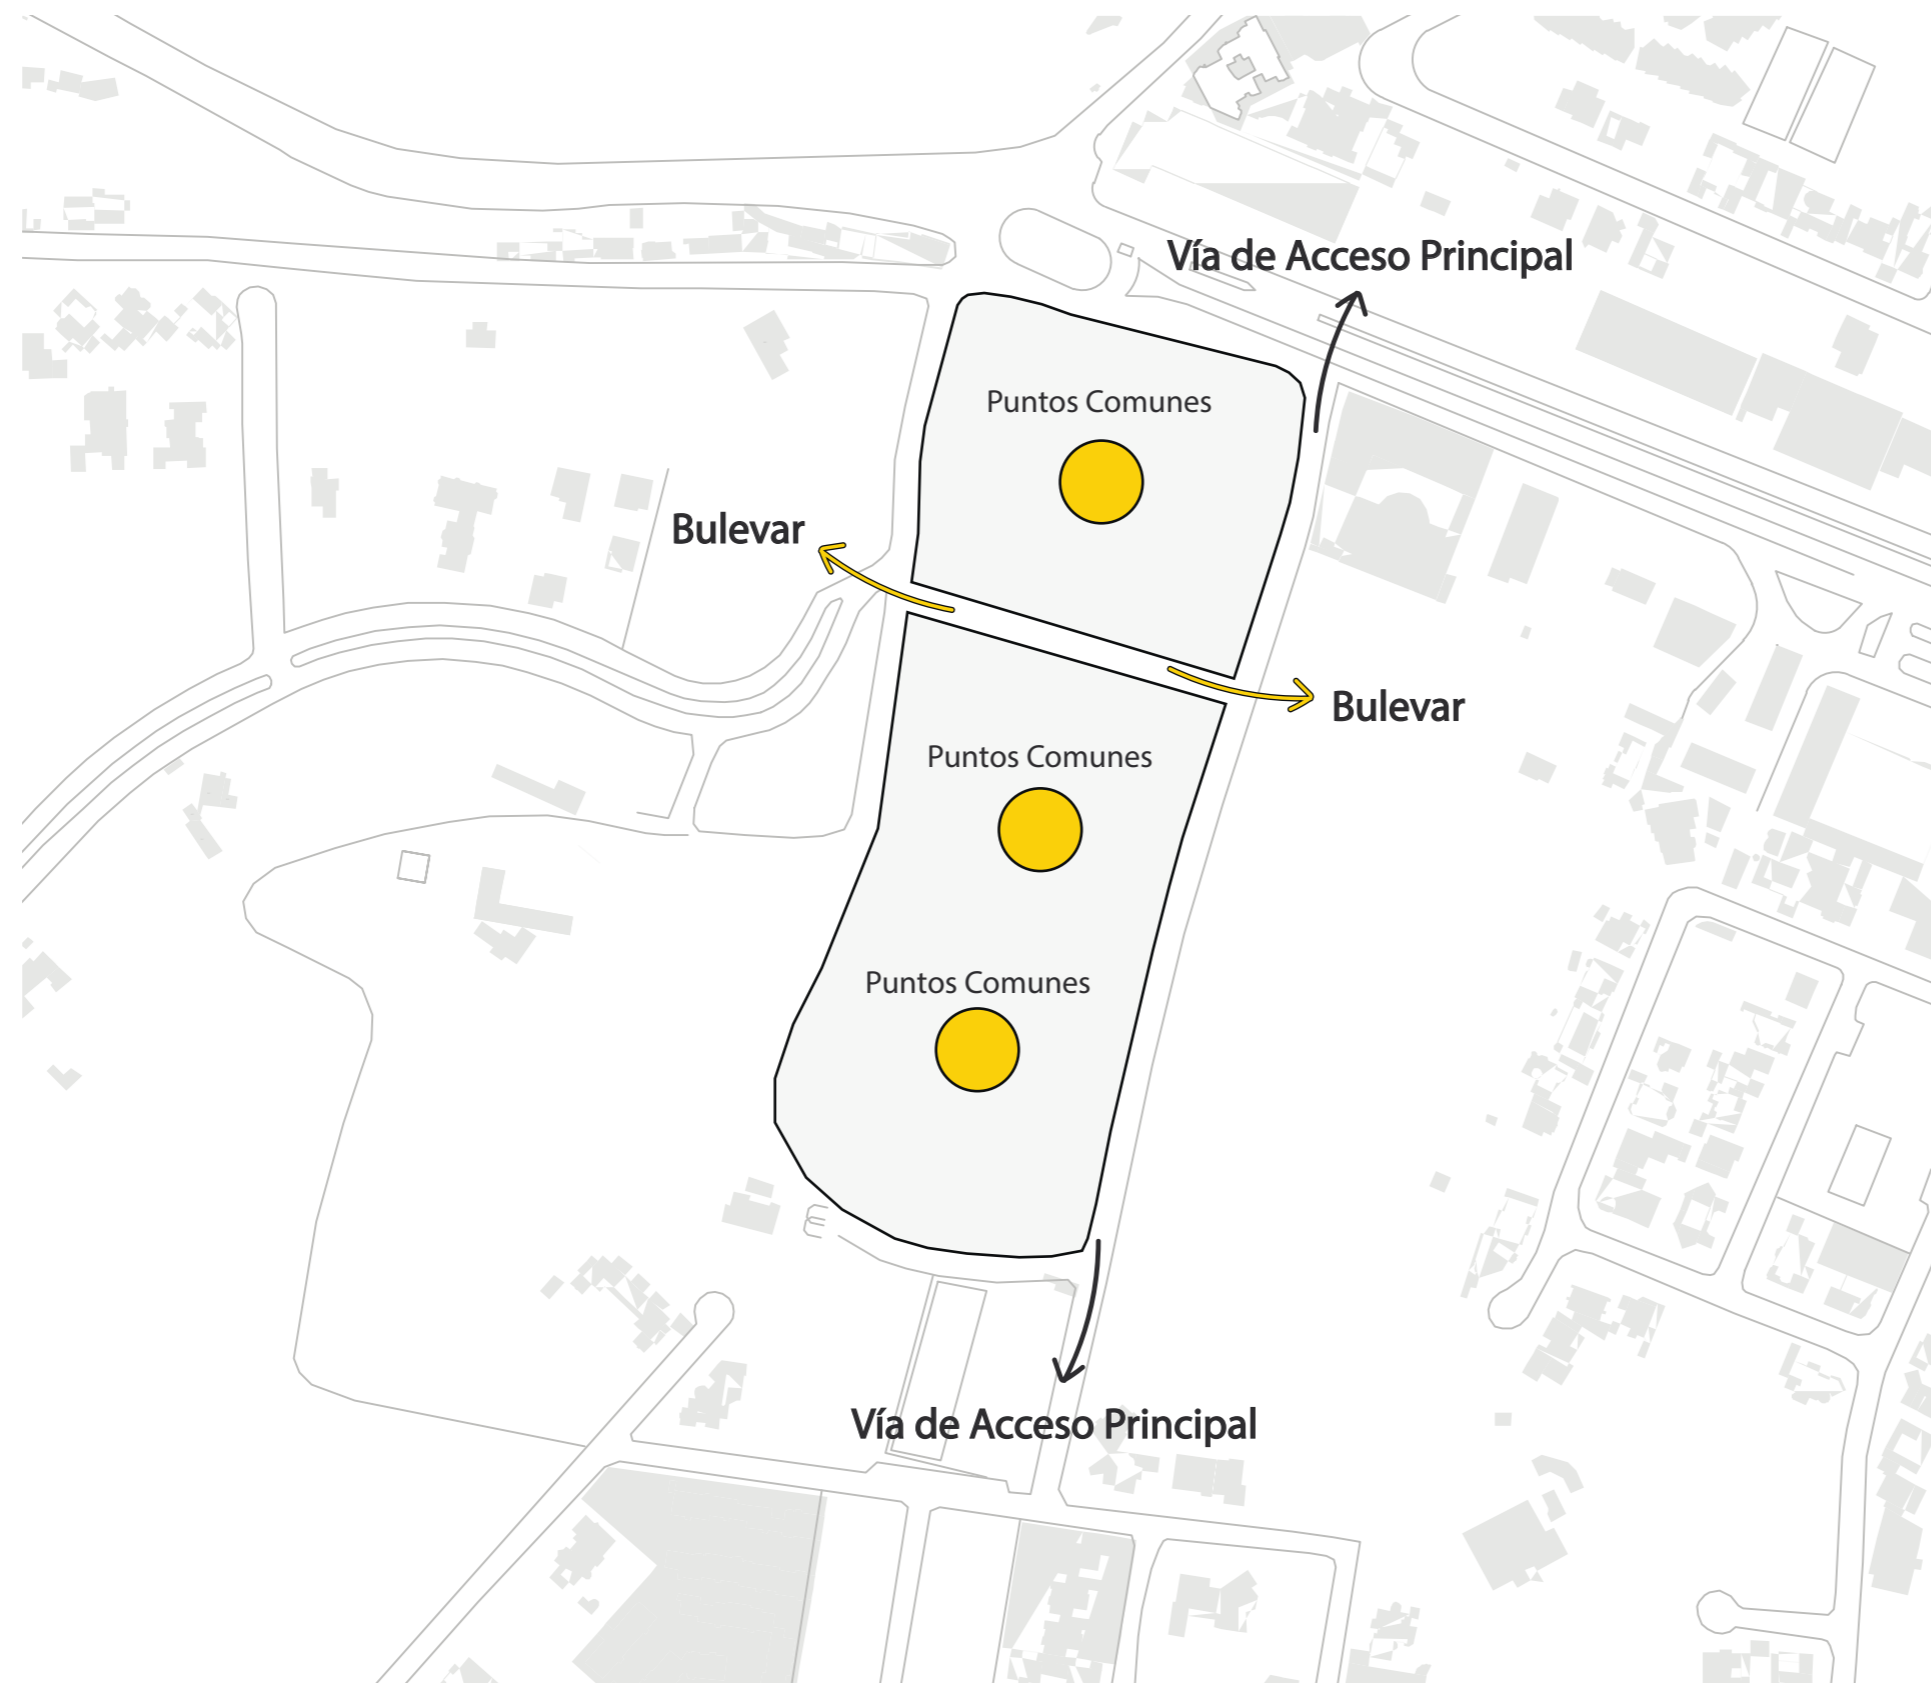 Vía de Acceso Principal
Puntos Comunes
Bulevar
Bulevar
Puntos Comunes
Puntos Comunes
Vía de Acceso Principal